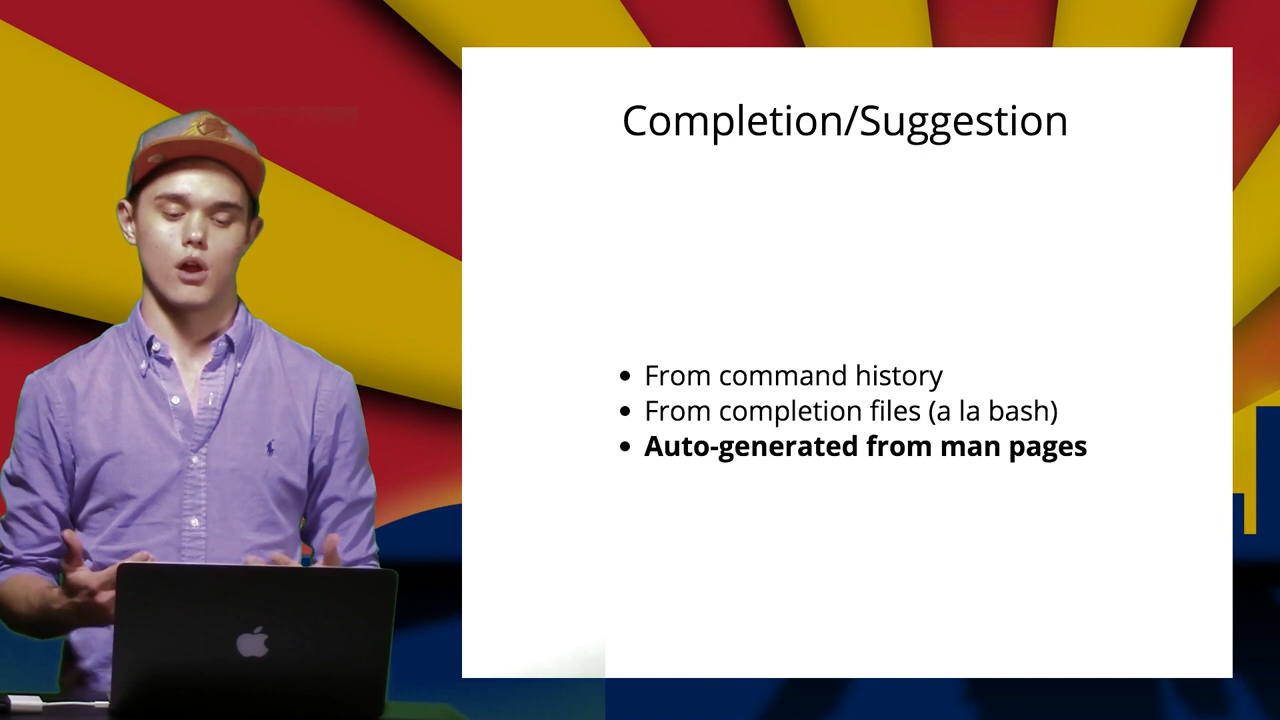 Completion/Suggestion
From command history
From completion files (a la bash)
Auto-generated from man pages